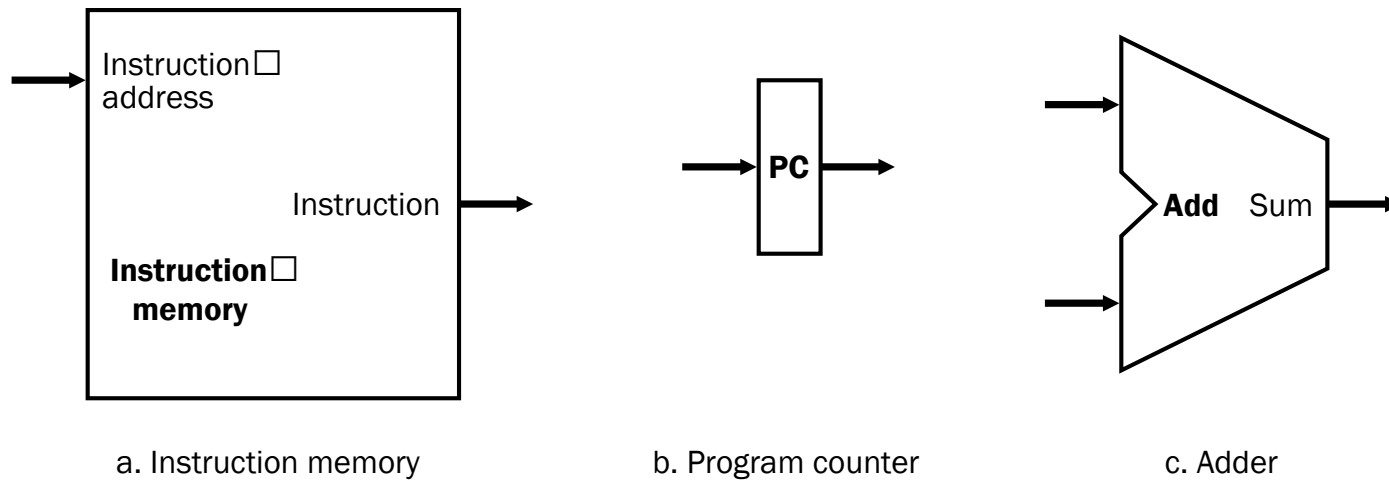 Instruction□
address
Instruction
Instruction□
memory
PC
Add Sum
a. Instruction memory
b. Program counter
c. Adder